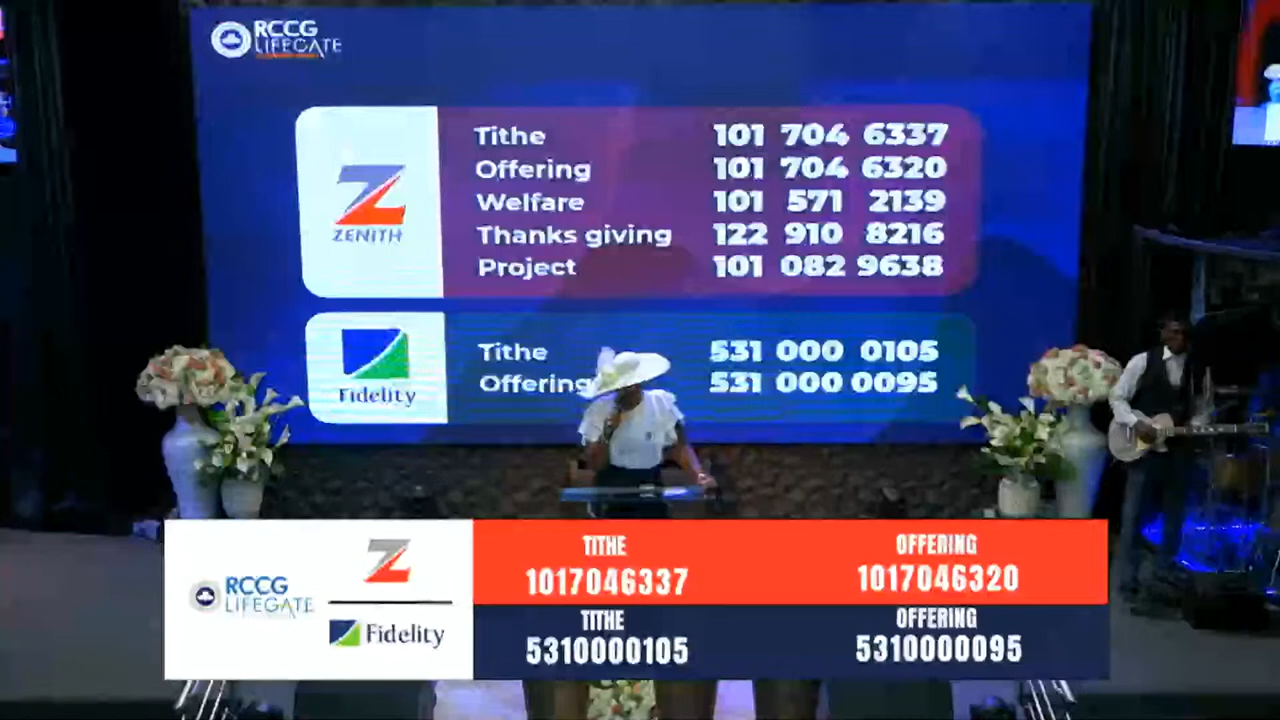 RCCG
LIFEGATE
ZENITH
Tithe 101 704 6337
Offering 101 704 6320
Welfare 101 571 2139
Thanks giving 122 910 8216
Project 101 082 9638
Fidelity
Tithe 531 000 0105
Offering 531 000 0095
RCCG
LIFEGATE
Fidelity
TITHE OFFERING
1017046337 1017046320
TITHE OFFERING
5310000105 5310000095